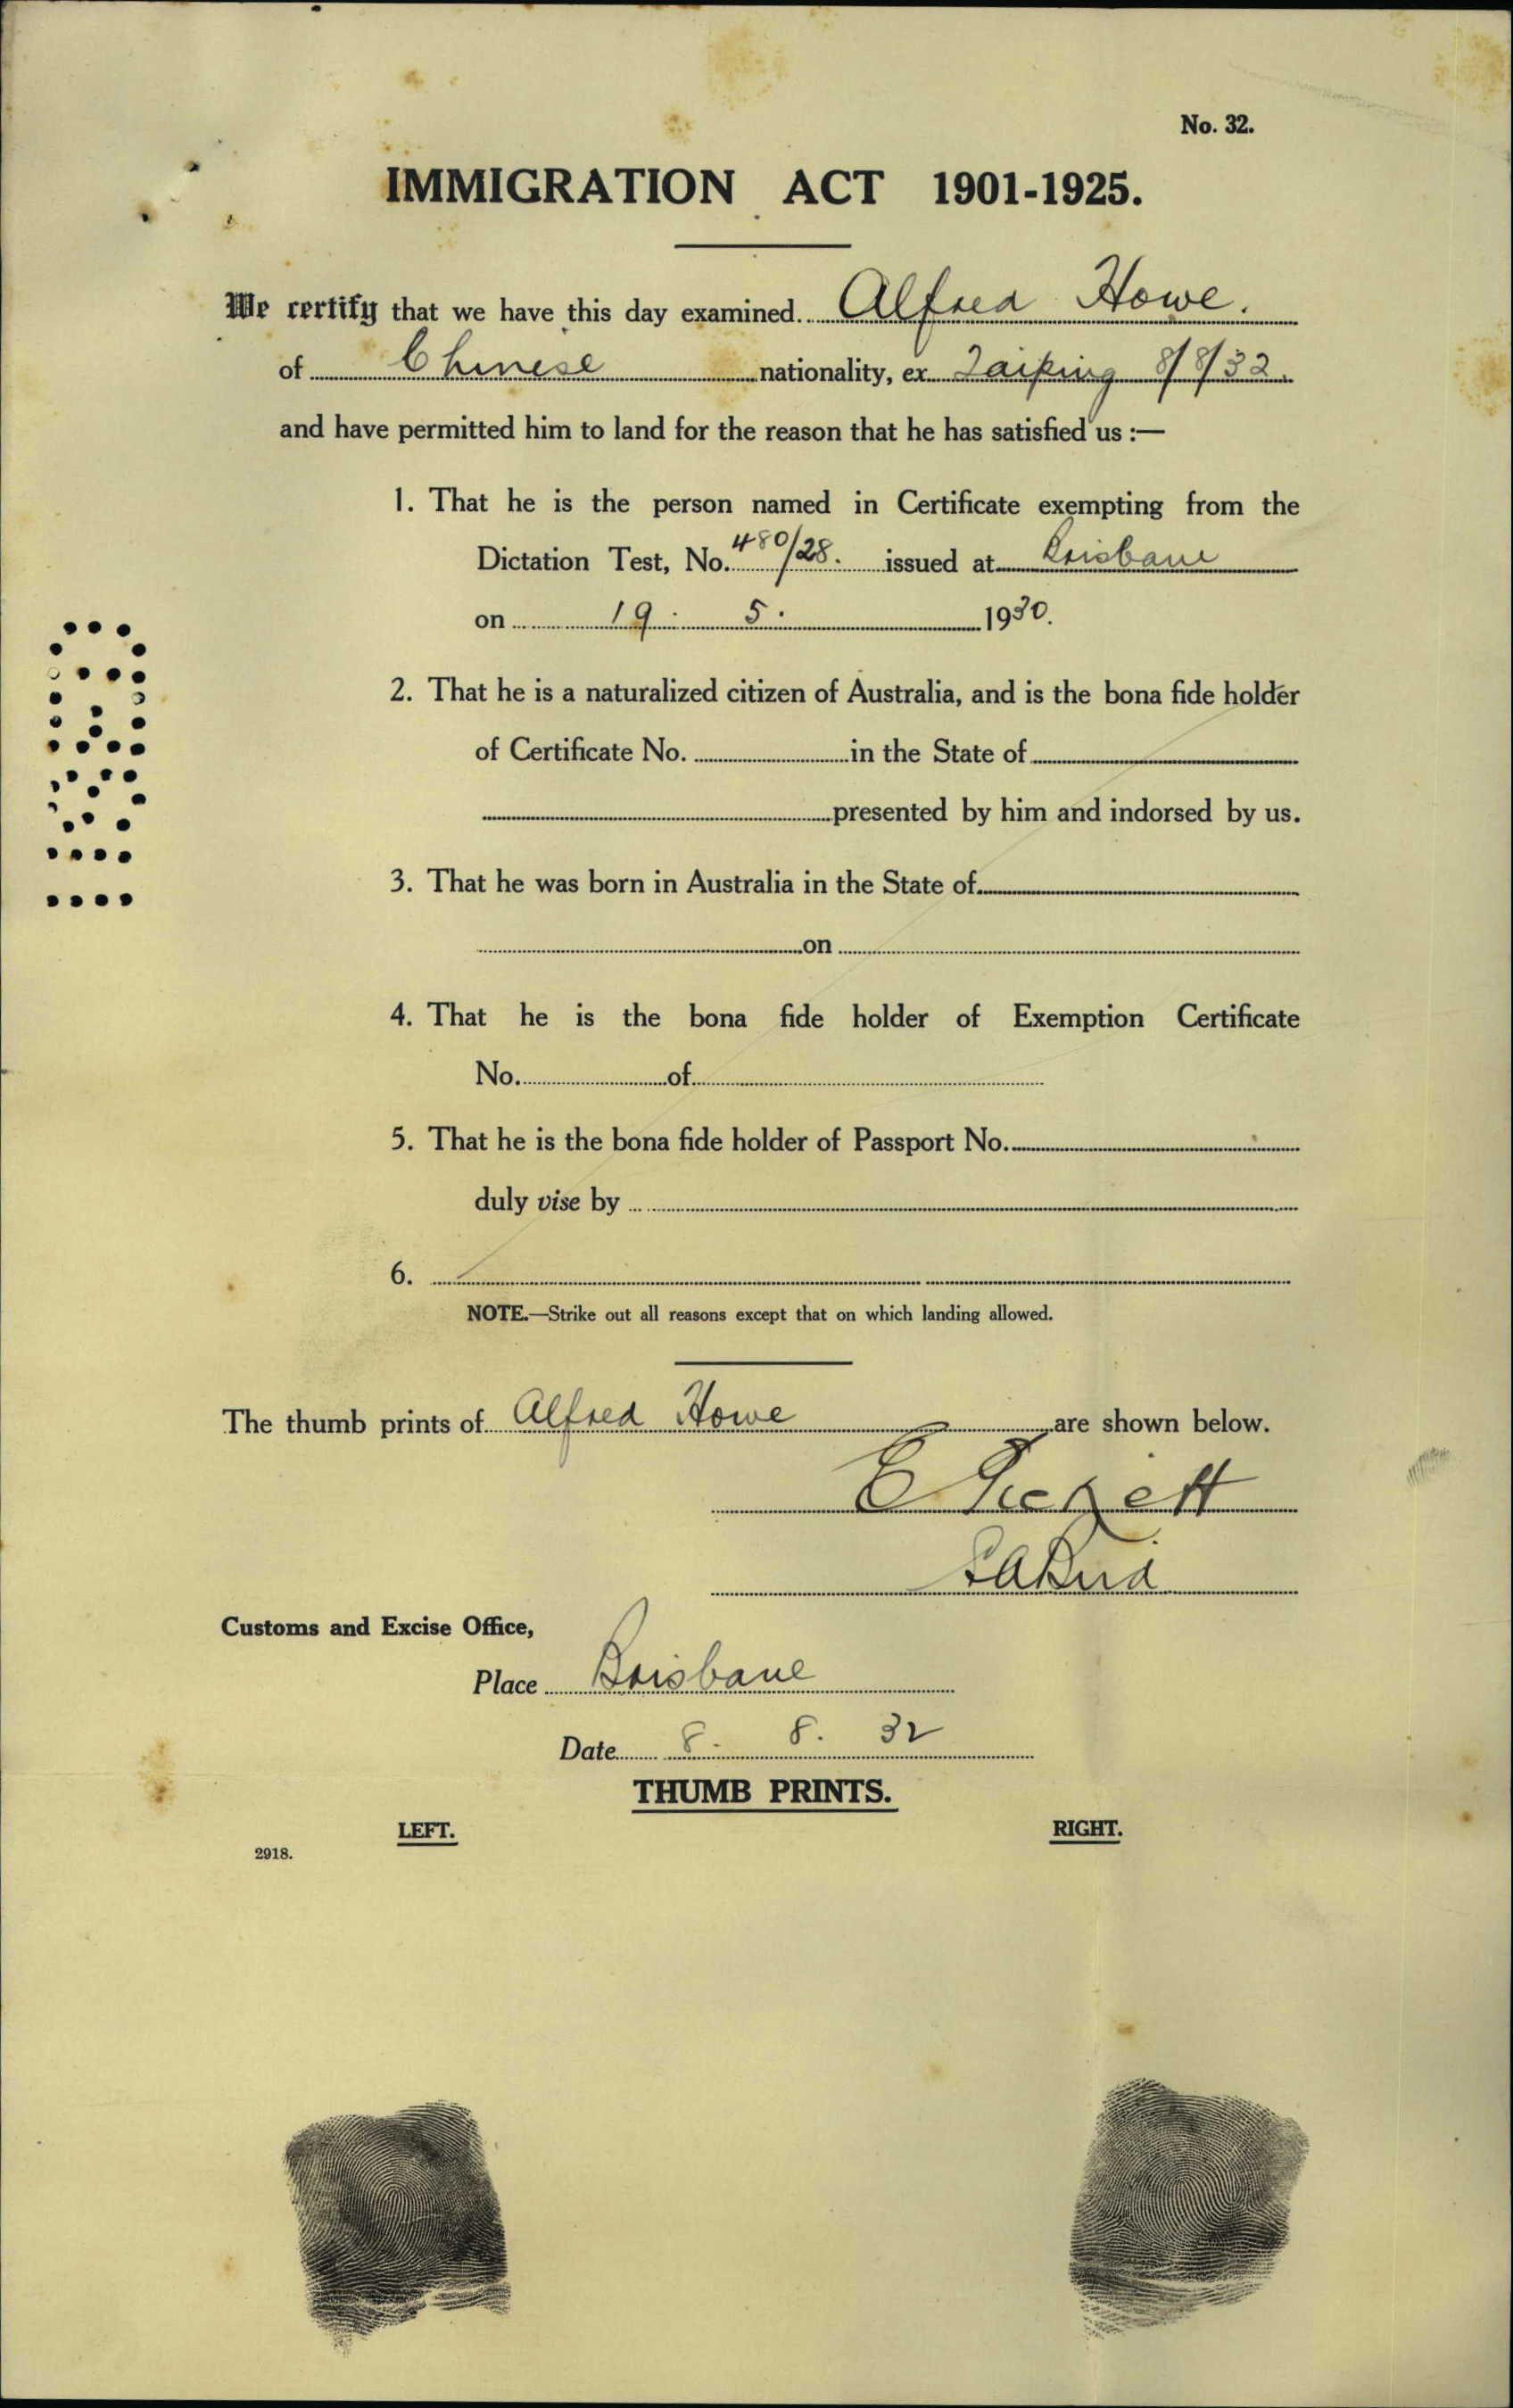 No. 32.
IMMIGRATION ACT 1901-1925.
We certify that we have this day examined Alfred Howe.
of Chinese nationality, ex Taiping 8/8/32.
and have permitted him to land for the reason that he has satisfied us :—
1. That he is the person named in Certificate exempting from the
Dictation Test, No. 480/28. issued at Brisbane
on 19. 5. 1930.
2. That he is a naturalized citizen of Australia, and is the bona fide holder
of Certificate No. in the State of
presented by him and indorsed by us.
3. That he was born in Australia in the State of
on
4. That he is the bona fide holder of Exemption Certificate
No. of
5. That he is the bona fide holder of Passport No.
duly vise by
6.
NOTE.—Strike out all reasons except that on which landing allowed.
The thumb prints of Alfred Howe are shown below.
E
Customs and Excise Office,
Place Brisbane
Date 8. 8. 32
THUMB PRINTS.
LEFT. RIGHT.
2918.